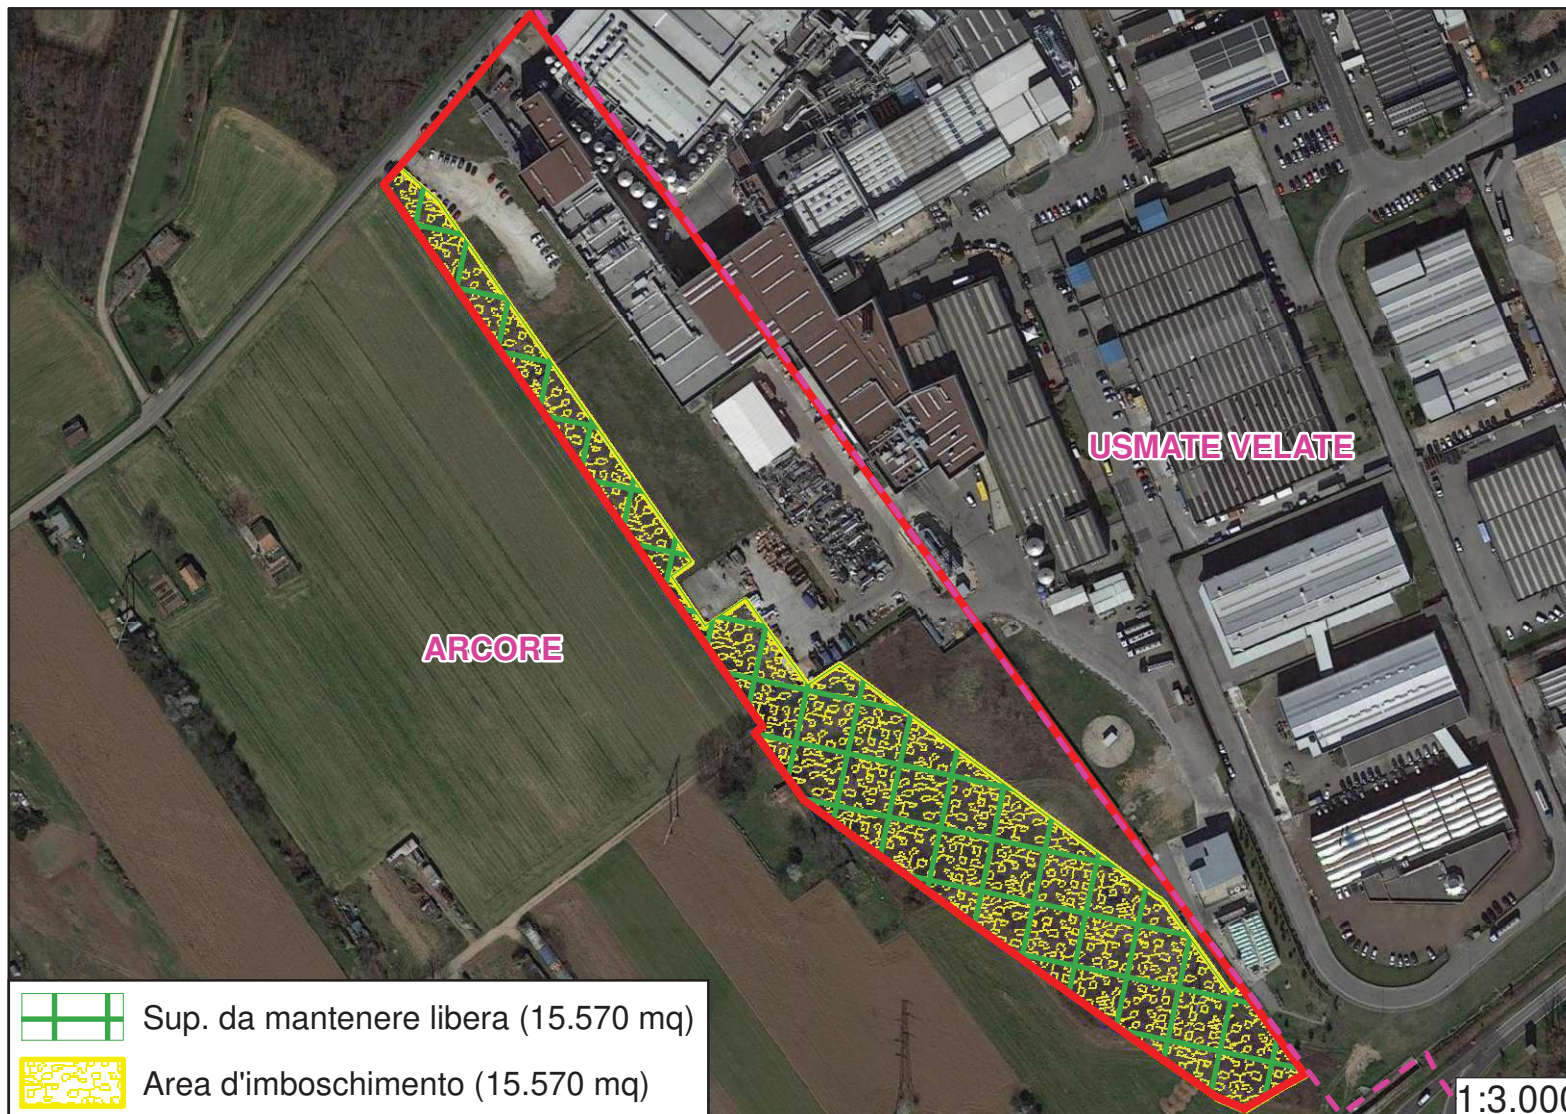 USMATE VELATE
ARCORE
Sup. da mantenere libera (15.570 mq)
Area d'imboschimento (15.570 mq)
1:3.000